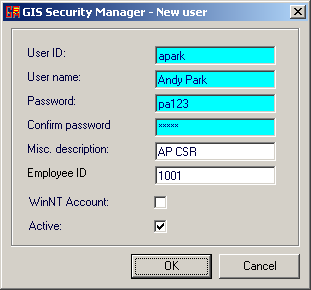 GIS Security Manager - New user
User ID: apark
User name: Andy Park
Password: pa123
Confirm password *****
Misc. description: AP CSR
Employee ID 1001
WinNT Account:
Active:
OK Cancel